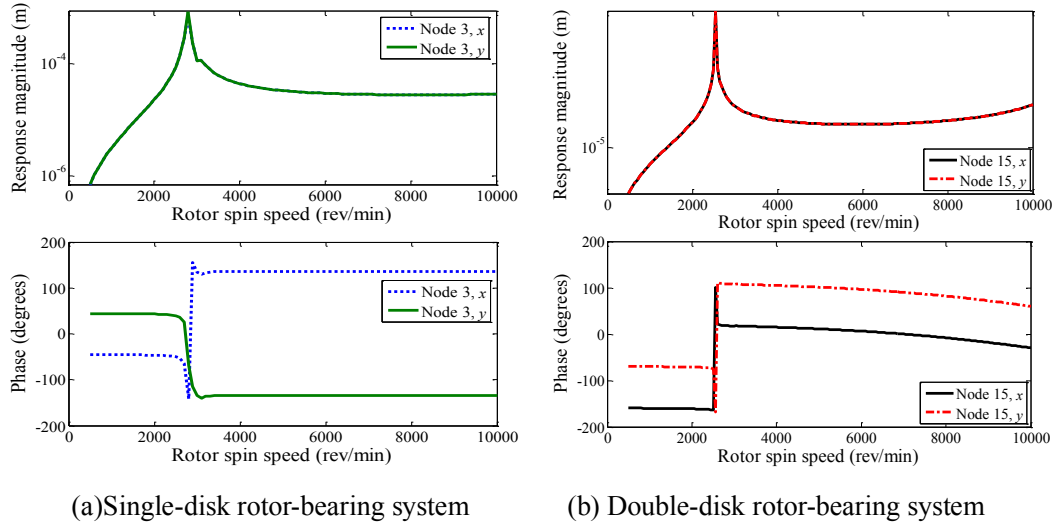 Response magnitude (m)
10⁻⁴
10⁻⁶
Node 3, x
Node 3, y
0 2000 4000 6000 8000 10000
Rotor spin speed (rev/min)
Response magnitude (m)
10⁻⁵
Node 15, x
Node 15, y
0 2000 4000 6000 8000 10000
Rotor spin speed (rev/min)
Phase (degrees)
200
100
0
-100
-200
Node 3, x
Node 3, y
0 2000 4000 6000 8000 10000
Rotor spin speed (rev/min)
Phase (degrees)
200
100
0
-100
-200
Node 15, x
Node 15, y
0 2000 4000 6000 8000 10000
Rotor spin speed (rev/min)
(a)Single-disk rotor-bearing system
(b) Double-disk rotor-bearing system